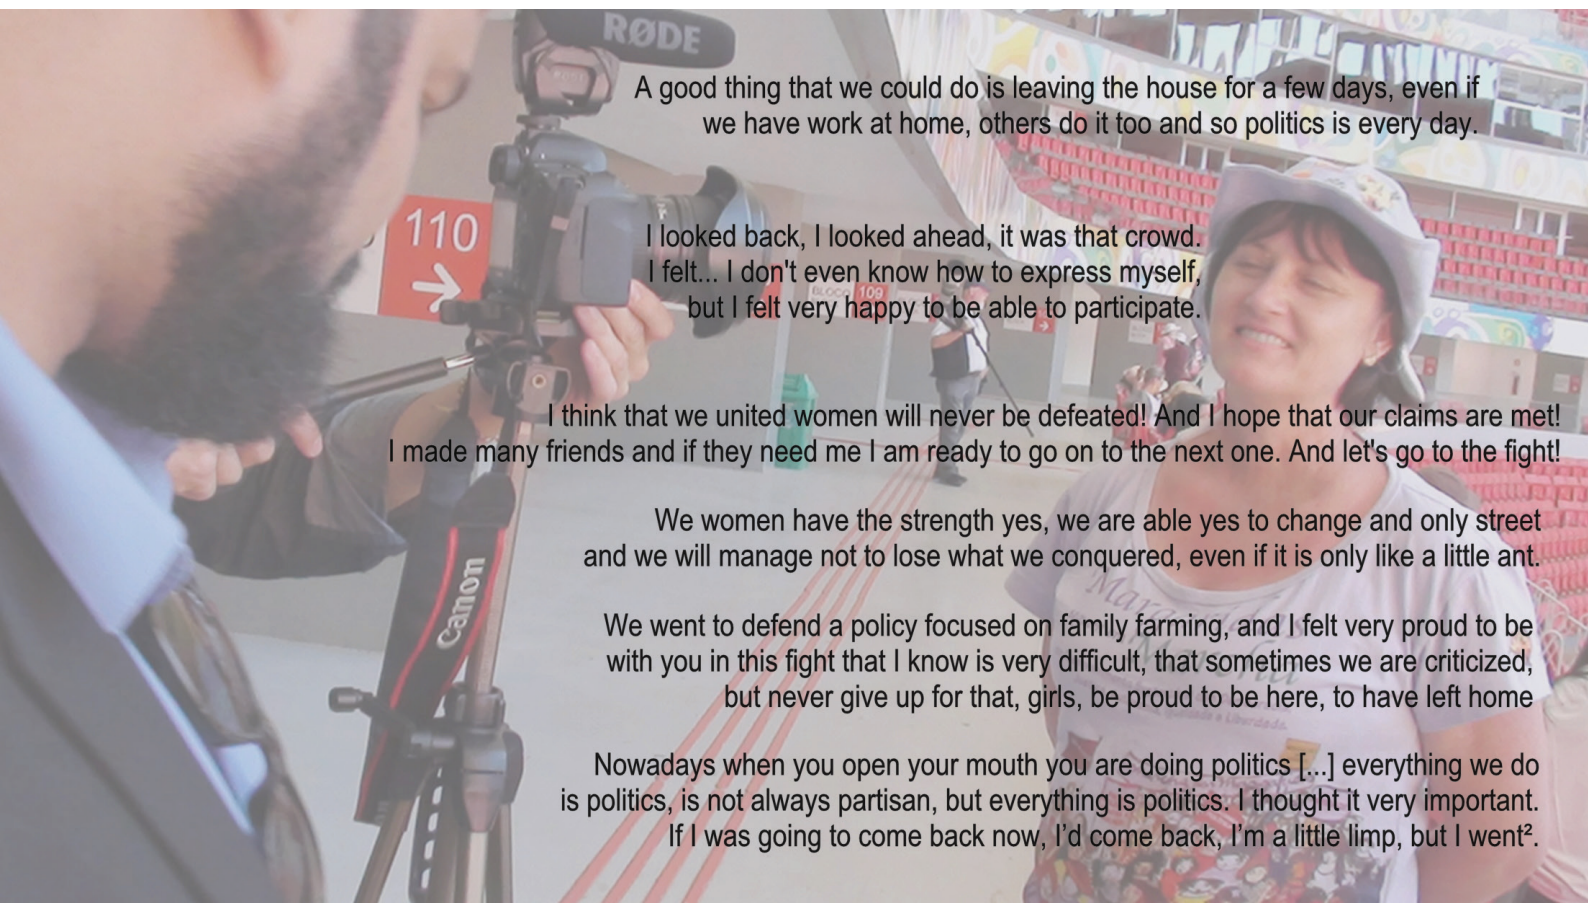 RØDE
A good thing that we could do is leaving the house for a few days, even if
we have work at home, others do it too and so politics is every day.
110
I looked back, I looked ahead, it was that crowd.
I felt... I don't even know how to express myself,
but I felt very happy to be able to participate.
BLOCO 109
I think that we united women will never be defeated! And I hope that our claims are met!
I made many friends and if they need me I am ready to go on to the next one. And let's go to the fight!
We women have the strength yes, we are able yes to change and only street
and we will manage not to lose what we conquered, even if it is only like a little ant.
Canon
We went to defend a policy focused on family farming, and I felt very proud to be
with you in this fight that I know is very difficult, that sometimes we are criticized,
but never give up for that, girls, be proud to be here, to have left home
e Liberdade.
Nowadays when you open your mouth you are doing politics [...] everything we do
is politics, is not always partisan, but everything is politics. I thought it very important.
If I was going to come back now, I’d come back, I’m a little limp, but I went².